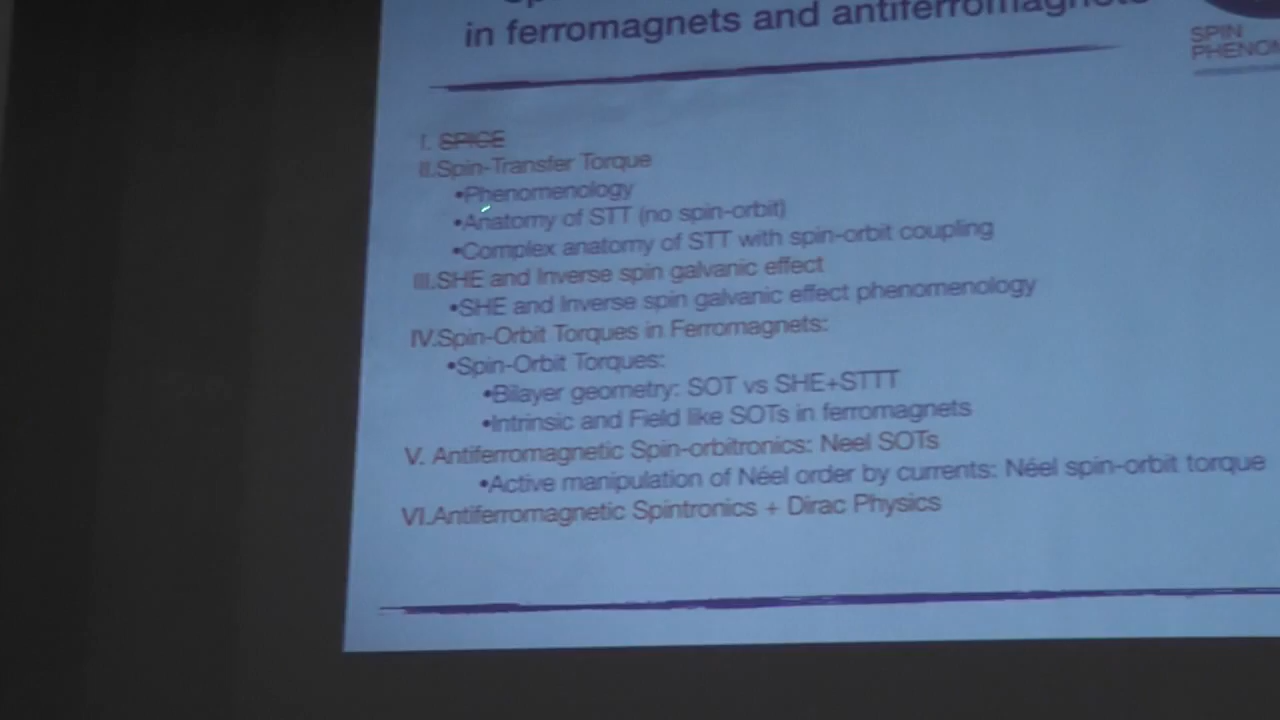 in ferromagnets and antiferromagnets
SPIN
PHENOM
I. SPICE
II.Spin-Transfer Torque
•Phenomenology
•Anatomy of STT (no spin-orbit)
•Complex anatomy of STT with spin-orbit coupling
III.SHE and Inverse spin galvanic effect
•SHE and Inverse spin galvanic effect phenomenology
IV.Spin-Orbit Torques in Ferromagnets:
•Spin-Orbit Torques:
•Bilayer geometry: SOT vs SHE+STTT
•Intrinsic and Field like SOTs in ferromagnets
V. Antiferromagnetic Spin-orbitronics: Neel SOTs
•Active manipulation of Néel order by currents: Néel spin-orbit torque
VI.Antiferromagnetic Spintronics + Dirac Physics